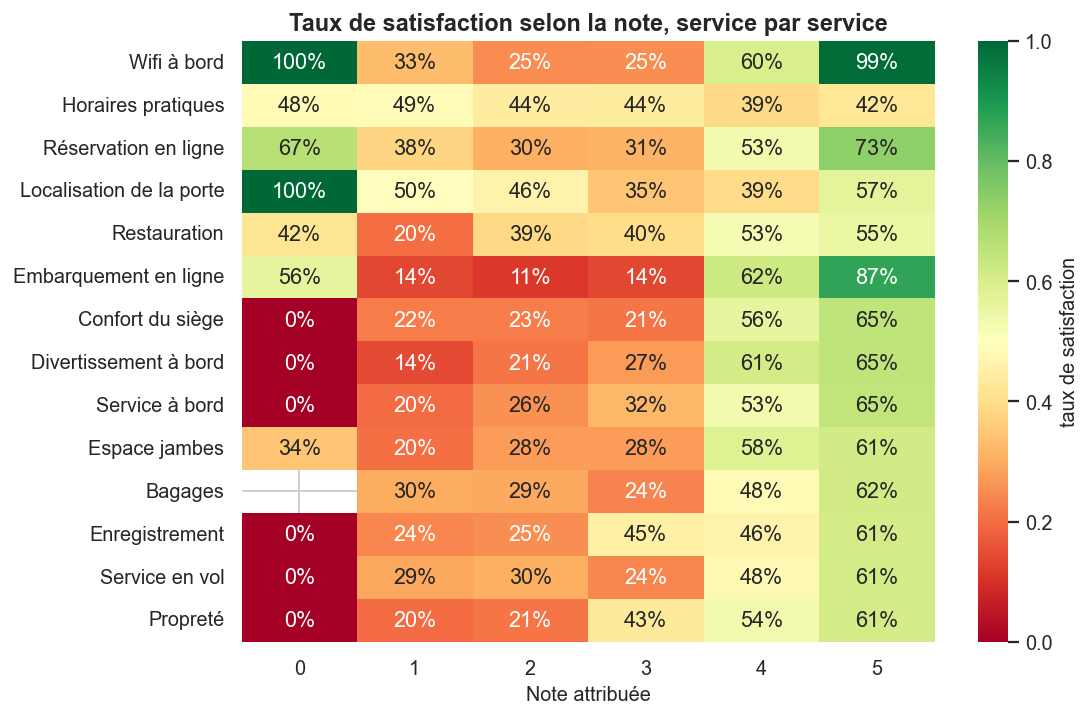 Taux de satisfaction selon la note, service par service
Wifi à bord 100% 33% 25% 25% 60% 99%
Horaires pratiques 48% 49% 44% 44% 39% 42%
Réservation en ligne 67% 38% 30% 31% 53% 73%
Localisation de la porte 100% 50% 46% 35% 39% 57%
Restauration 42% 20% 39% 40% 53% 55%
Embarquement en ligne 56% 14% 11% 14% 62% 87%
Confort du siège 0% 22% 23% 21% 56% 65%
Divertissement à bord 0% 14% 21% 27% 61% 65%
Service à bord 0% 20% 26% 32% 53% 65%
Espace jambes 34% 20% 28% 28% 58% 61%
Bagages 30% 29% 24% 48% 62%
Enregistrement 0% 24% 25% 45% 46% 61%
Service en vol 0% 29% 30% 24% 48% 61%
Propreté 0% 20% 21% 43% 54% 61%
0 1 2 3 4 5
Note attribuée
1.0
0.8
0.6
0.4
0.2
0.0
taux de satisfaction